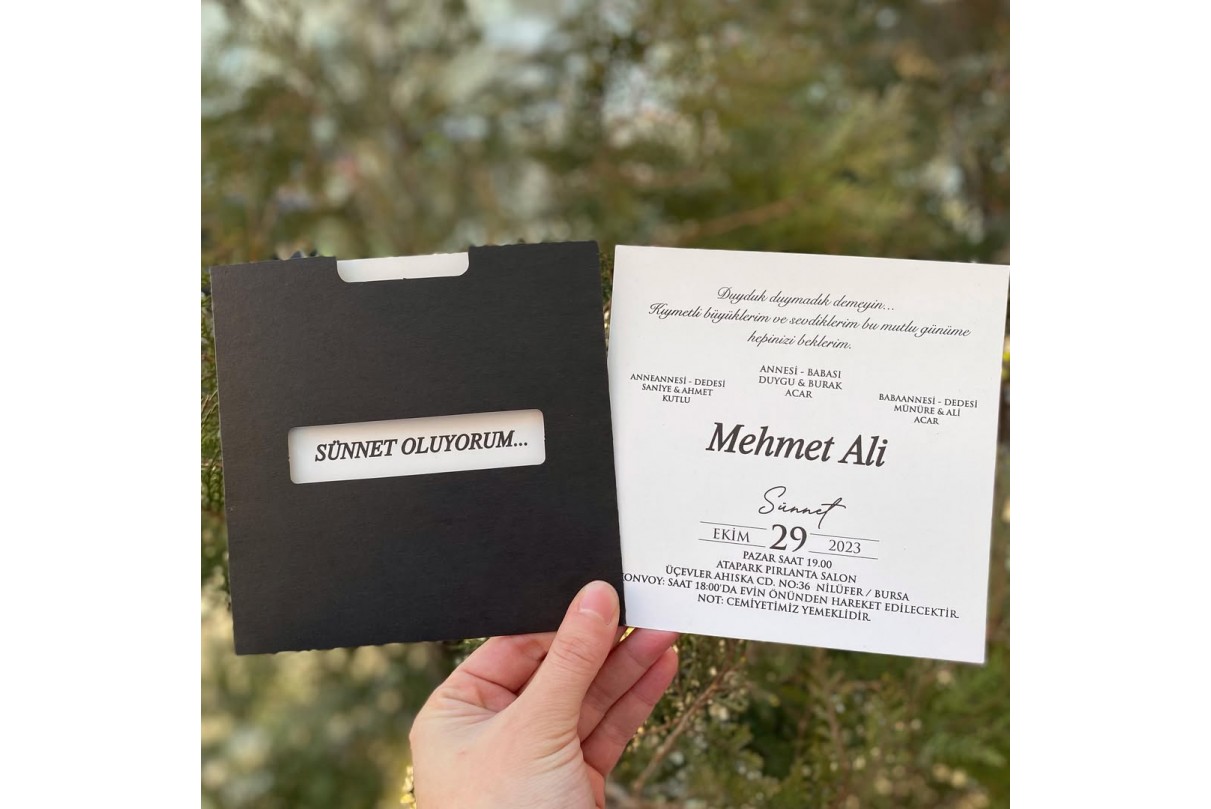 SÜNNET OLUYORUM...
Duyduk duymadık demeyin...
Kıymetli büyüklerim ve sevdiklerim bu mutlu günüme
hepinizi beklerim.
ANNEANNESİ - DEDESİ
SANİYE & AHMET
KUTLU
ANNESİ - BABASI
DUYGU & BURAK
ACAR
BABAANNESİ - DEDESİ
MÜNÜRE & ALİ
ACAR
Mehmet Ali
Sünnet
EKİM 29 2023
PAZAR SAAT 19.00
ATAPARK PIRLANTA SALON
ÜÇEVLER AHISKA CD. NO:36 NİLÜFER / BURSA
KONVOY: SAAT 18:00'DA EVİN ÖNÜNDEN HAREKET EDİLECEKTİR.
NOT: CEMİYETİMİZ YEMEKLİDİR.